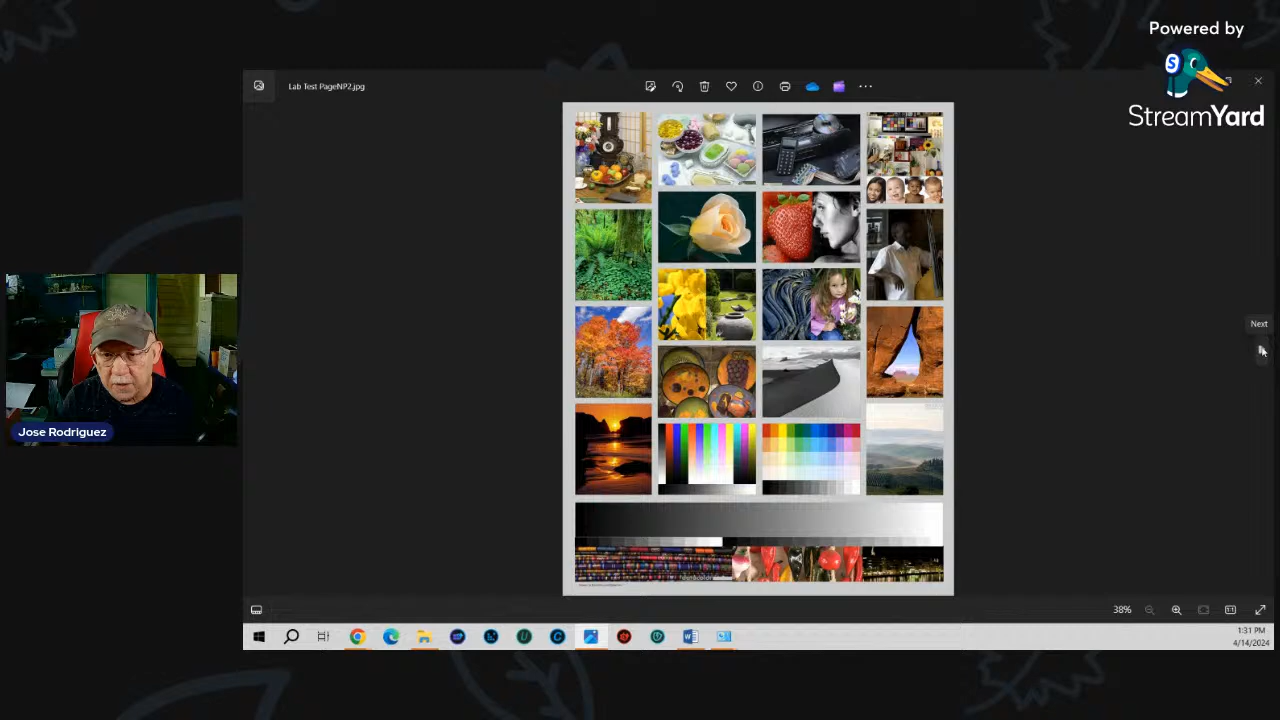 Powered by
StreamYard
Lab Test PageNP2.jpg
Next
Jose Rodriguez
38%
1:31 PM
4/14/2024